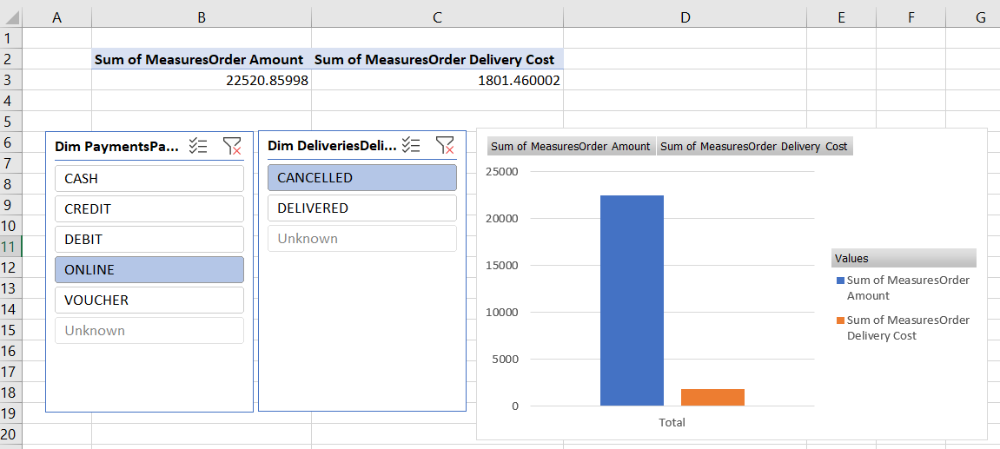 A B C D E F G
1
2 Sum of MeasuresOrder Amount Sum of MeasuresOrder Delivery Cost
3 22520.85998 1801.460002
4
5
6
7
8
9
10
11
12
13
14
15
16
17
18
19
20
Dim PaymentsPa...
CASH
CREDIT
DEBIT
ONLINE
VOUCHER
Unknown
Dim DeliveriesDeli...
CANCELLED
DELIVERED
Unknown
Sum of MeasuresOrder Amount Sum of MeasuresOrder Delivery Cost
25000
20000
15000
10000
5000
0
Total
Values
Sum of MeasuresOrder
Amount
Sum of MeasuresOrder
Delivery Cost